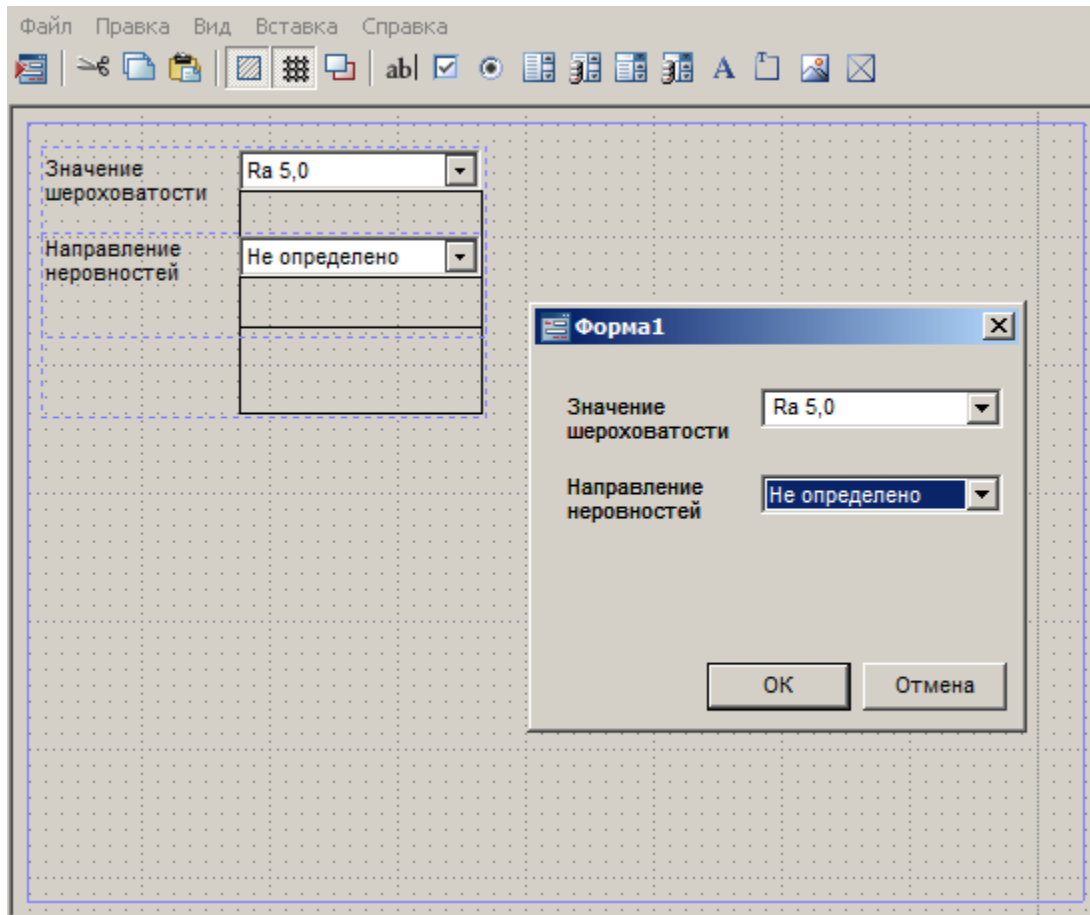 Файл Правка Вид Вставка Справка
ab A
Значение
шероховатости
Ra 5,0
Направление
неровностей
Не определено
Форма1
Значение
шероховатости
Ra 5,0
Направление
неровностей
Не определено
ОК Отмена